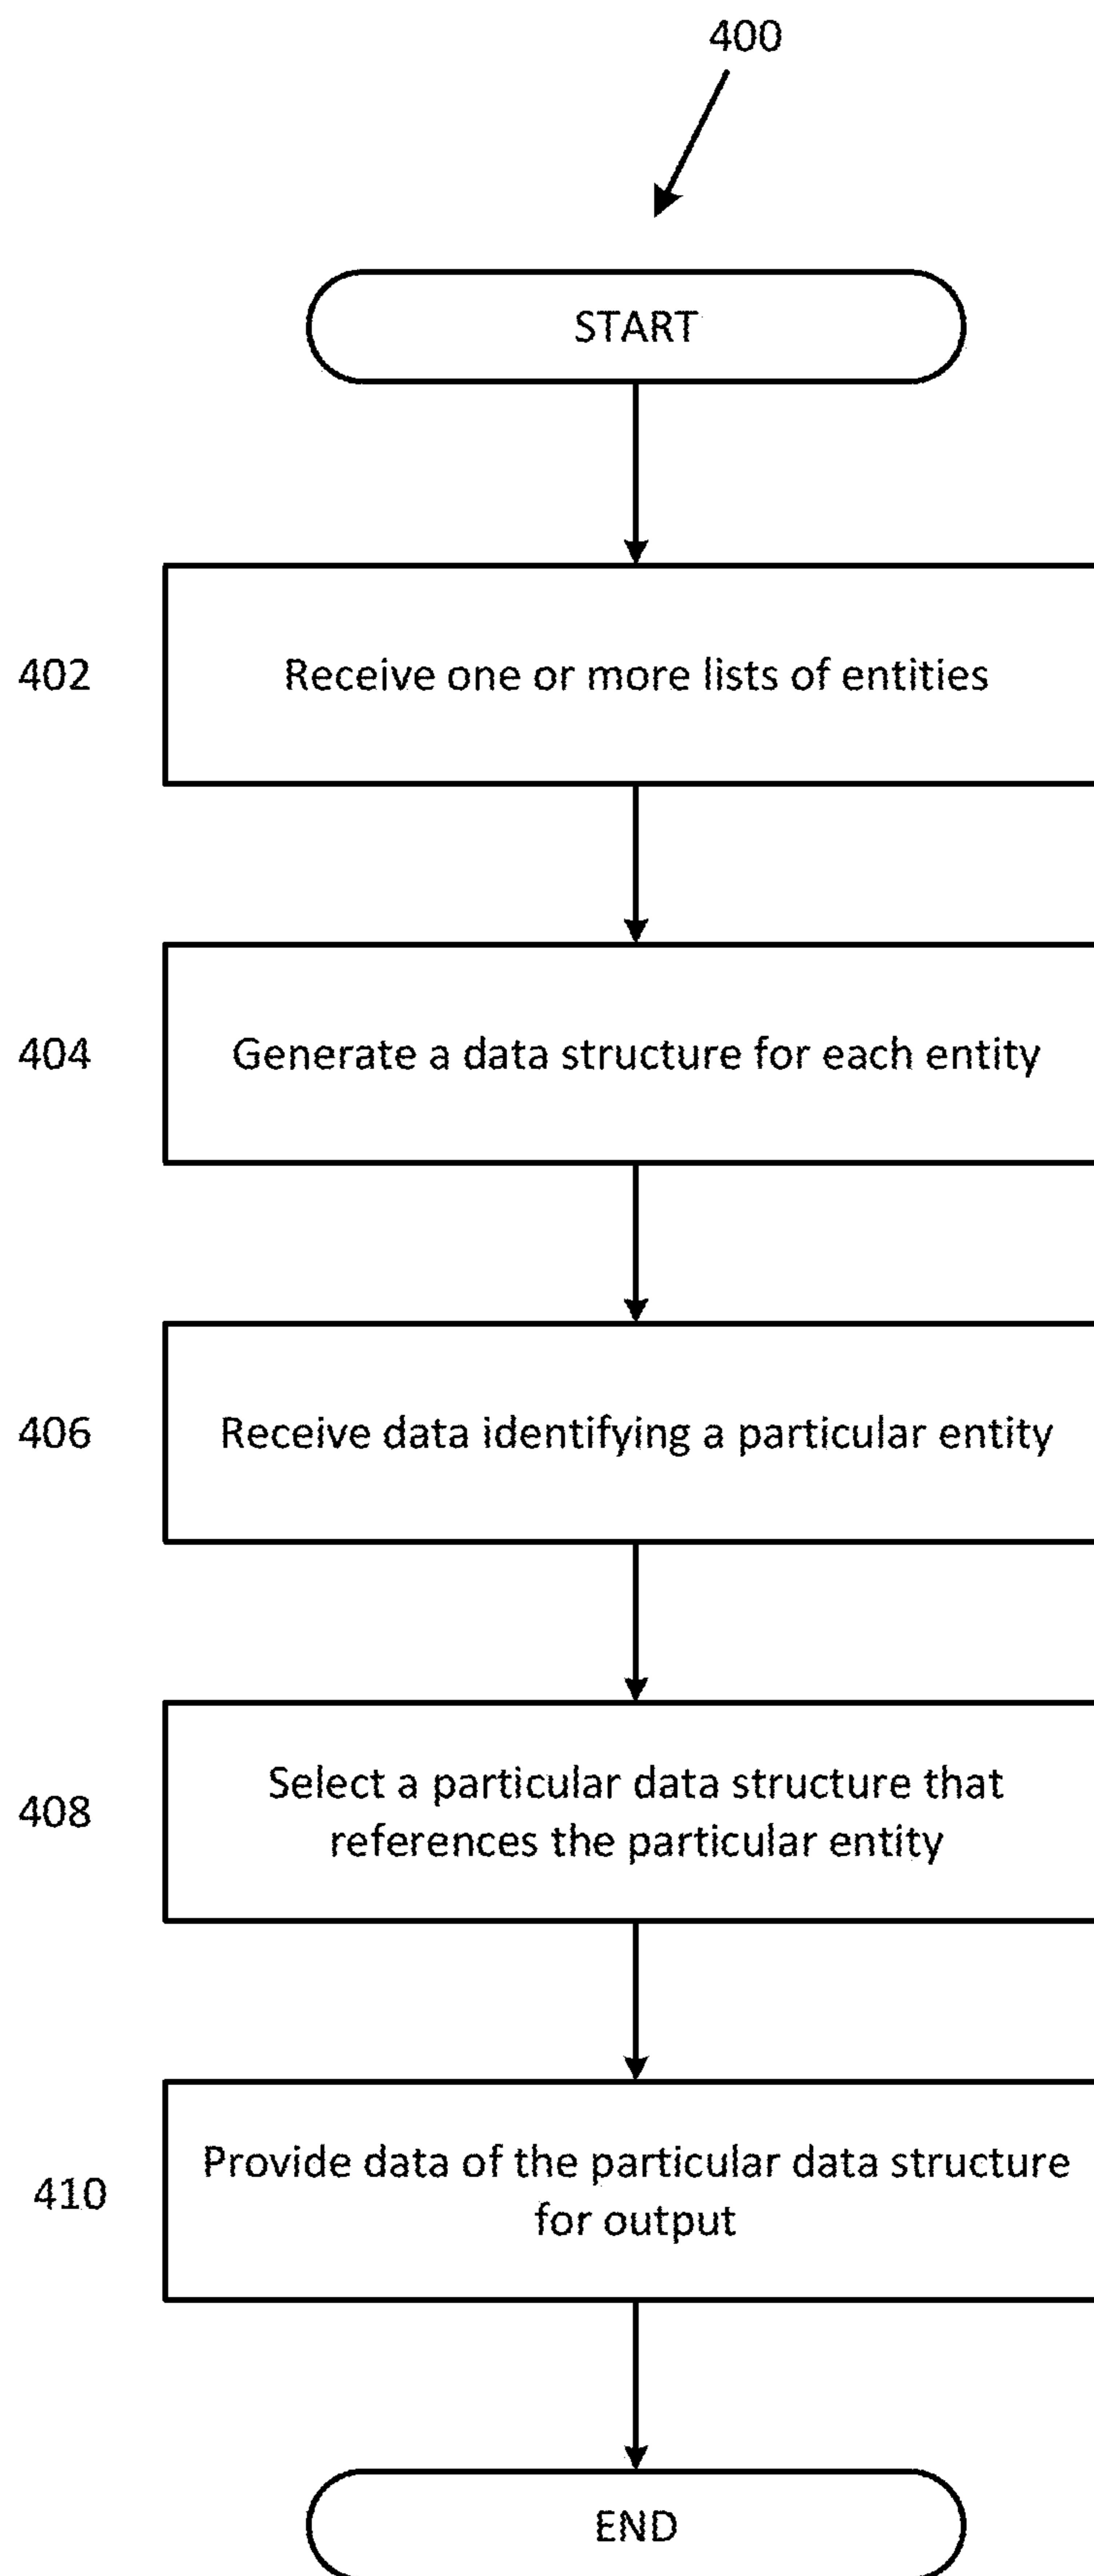 400
START
402
Receive one or more lists of entities
404
Generate a data structure for each entity
406
Receive data identifying a particular entity
408
Select a particular data structure that
references the particular entity
410
Provide data of the particular data structure
for output
END